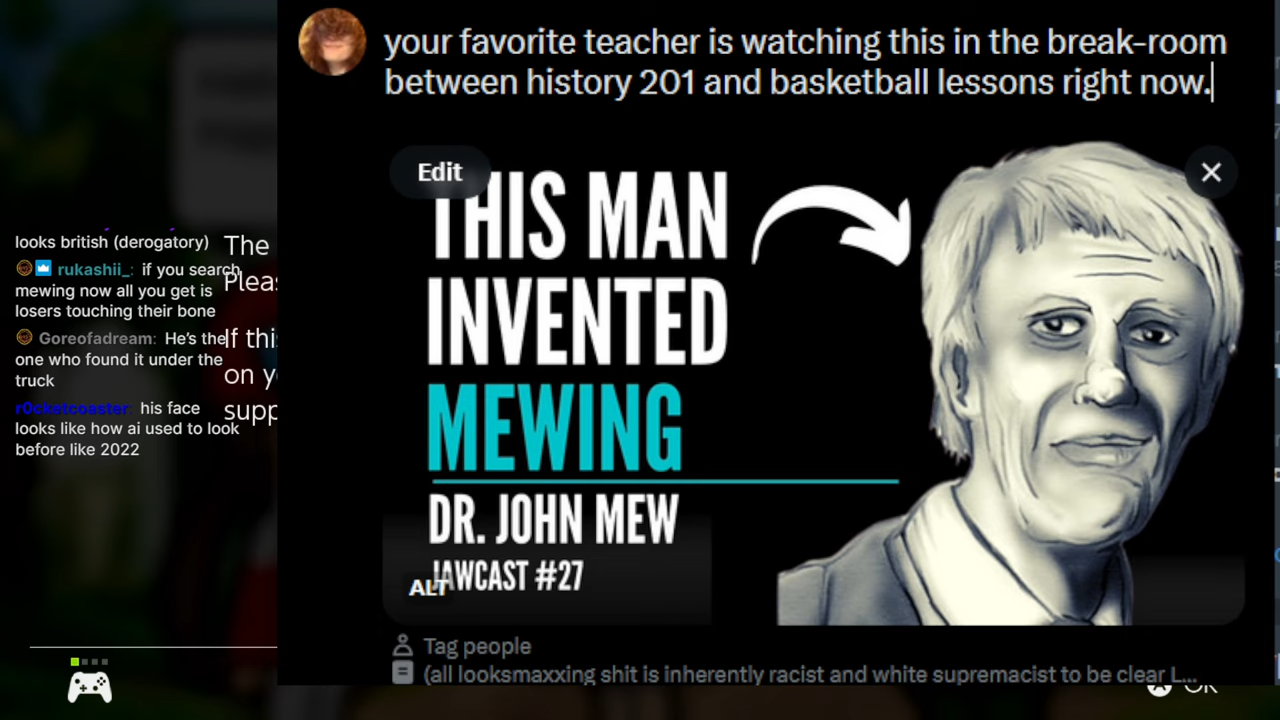 your favorite teacher is watching this in the break-room
between history 201 and basketball lessons right now.
Edit
THIS MAN
INVENTED
MEWING
DR. JOHN MEW
JAWCAST #27
ALT
Tag people
(all looksmaxxing shit is inherently racist and white supremacist to be clear L...
looks british (derogatory)
rukashii_: if you search
mewing now all you get is
losers touching their bone
Goreofadream: He's the
one who found it under the
truck
r0cketcoaster: his face
looks like how ai used to look
before like 2022
The
Pleas
If this
on y
supp
OK